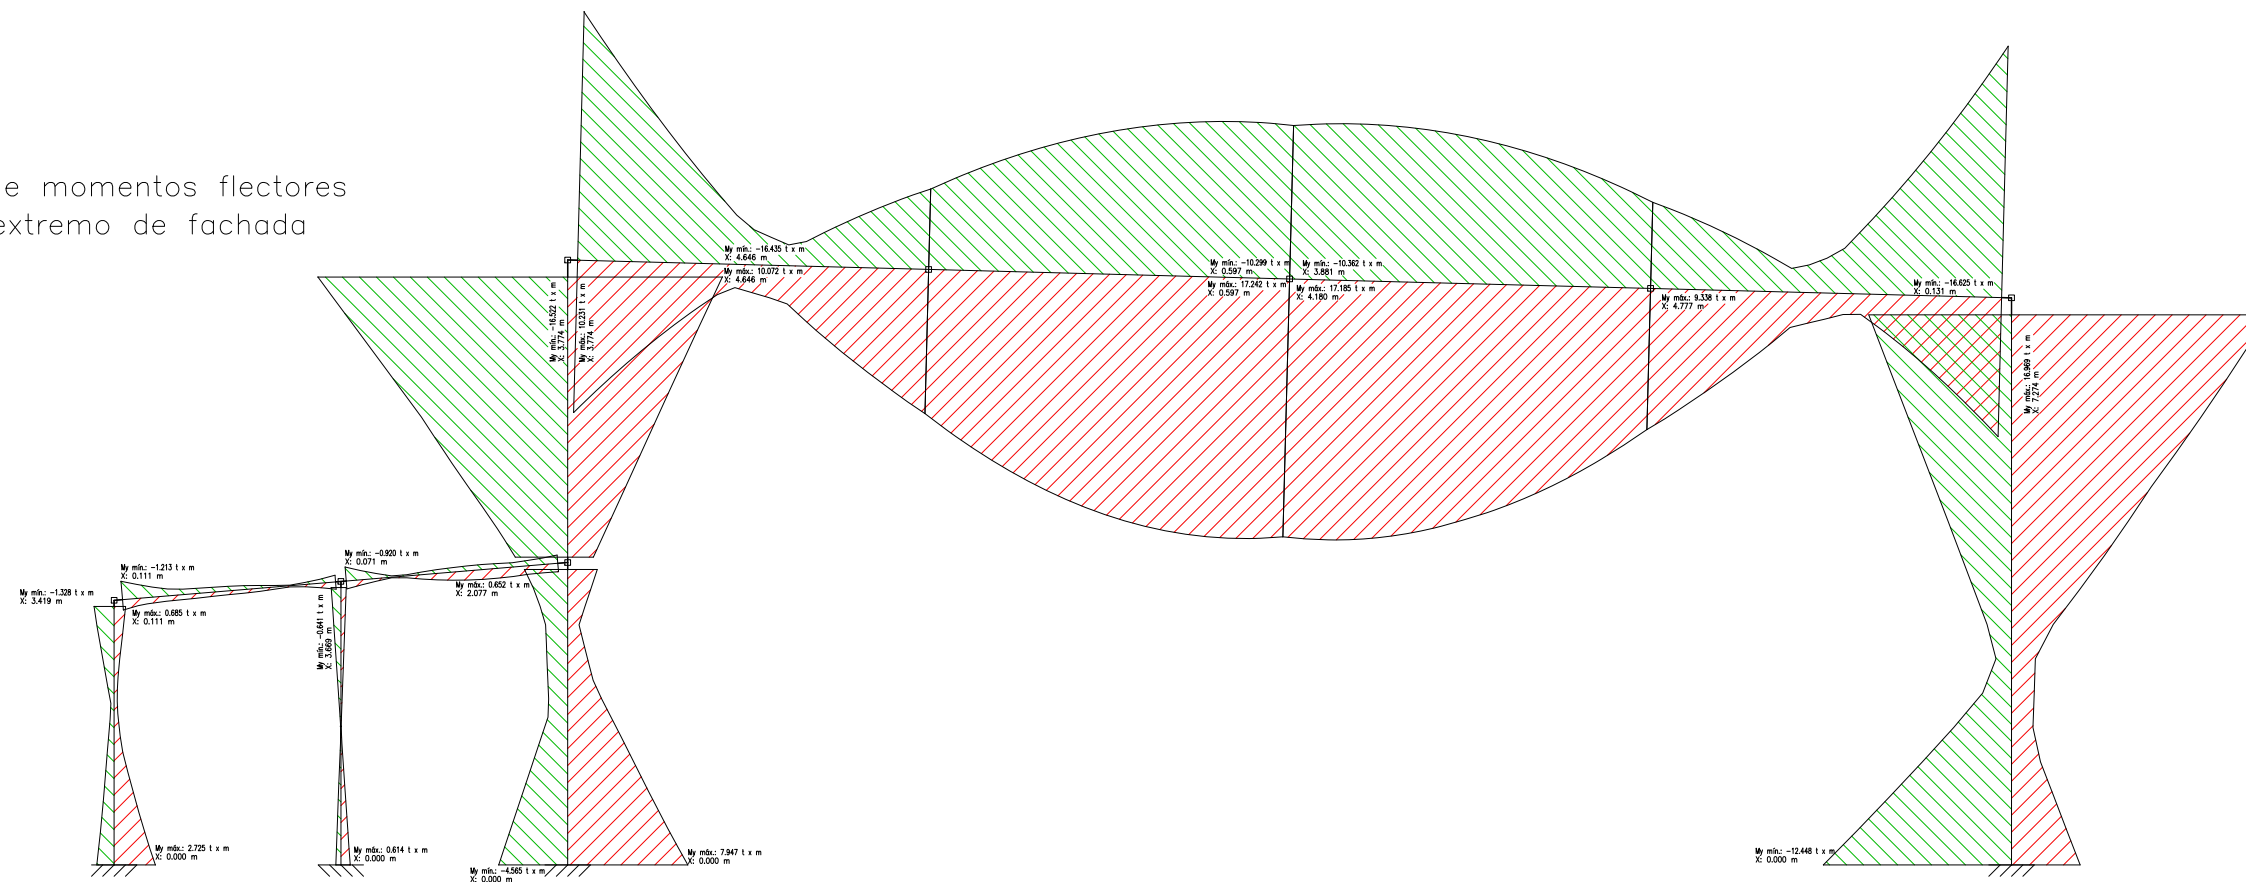 e momentos flectores
extremo de fachada
My mín.: -16.435 t x m
X: 4.646 m
My máx.: 10.072 t x m
X: 4.646 m
My mín.: -10.299 t x m
X: 0.597 m
My mín.: -10.362 t x m
X: 3.881 m
My máx.: 17.242 t x m
X: 0.597 m
My máx.: 17.185 t x m
X: 4.180 m
My máx.: 9.338 t x m
X: 4.777 m
My mín.: -16.625 t x m
X: 0.131 m
My mín.: -16.522 t x m
X: 3.774 m
My máx.: 10.231 t x m
X: 3.774 m
My máx.: 16.969 t x m
X: 7.274 m
My mín.: -0.920 t x m
X: 0.071 m
My mín.: -1.213 t x m
X: 0.111 m
My mín.: -1.328 t x m
X: 3.419 m
My máx.: 0.685 t x m
X: 0.111 m
My máx.: 0.652 t x m
X: 2.077 m
My mín.: -0.641 t x m
X: 3.669 m
My máx.: 2.725 t x m
X: 0.000 m
My máx.: 0.614 t x m
X: 0.000 m
My máx.: 7.947 t x m
X: 0.000 m
My mín.: -4.565 t x m
X: 0.000 m
My mín.: -12.448 t x m
X: 0.000 m